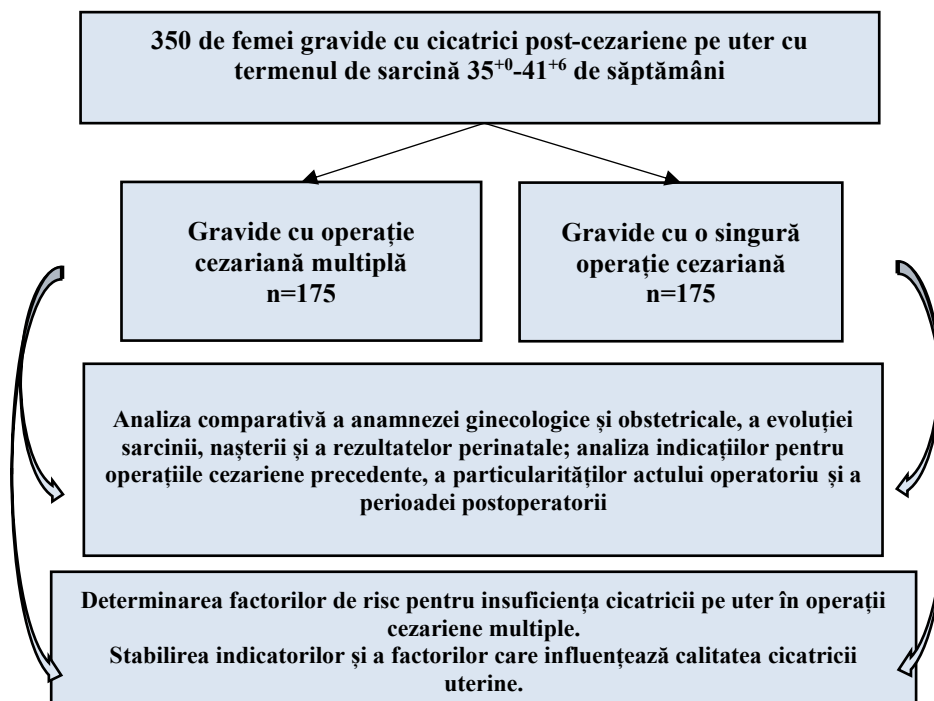 350 de femei gravide cu cicatrici post-cezariene pe uter cu
termenul de sarcină 35⁺⁰-41⁺⁶ de săptămâni
Gravide cu operație
cezariană multiplă
n=175
Gravide cu o singură
operație cezariană
n=175
Analiza comparativă a anamnezei ginecologice și obstetricale, a evoluției
sarcinii, nașterii și a rezultatelor perinatale; analiza indicațiilor pentru
operațiile cezariene precedente, a particularităților actului operatoriu și a
perioadei postoperatorii
Determinarea factorilor de risc pentru insuficiența cicatricii pe uter în operații
cezariene multiple.
Stabilirea indicatorilor și a factorilor care influențează calitatea cicatricii
uterine.